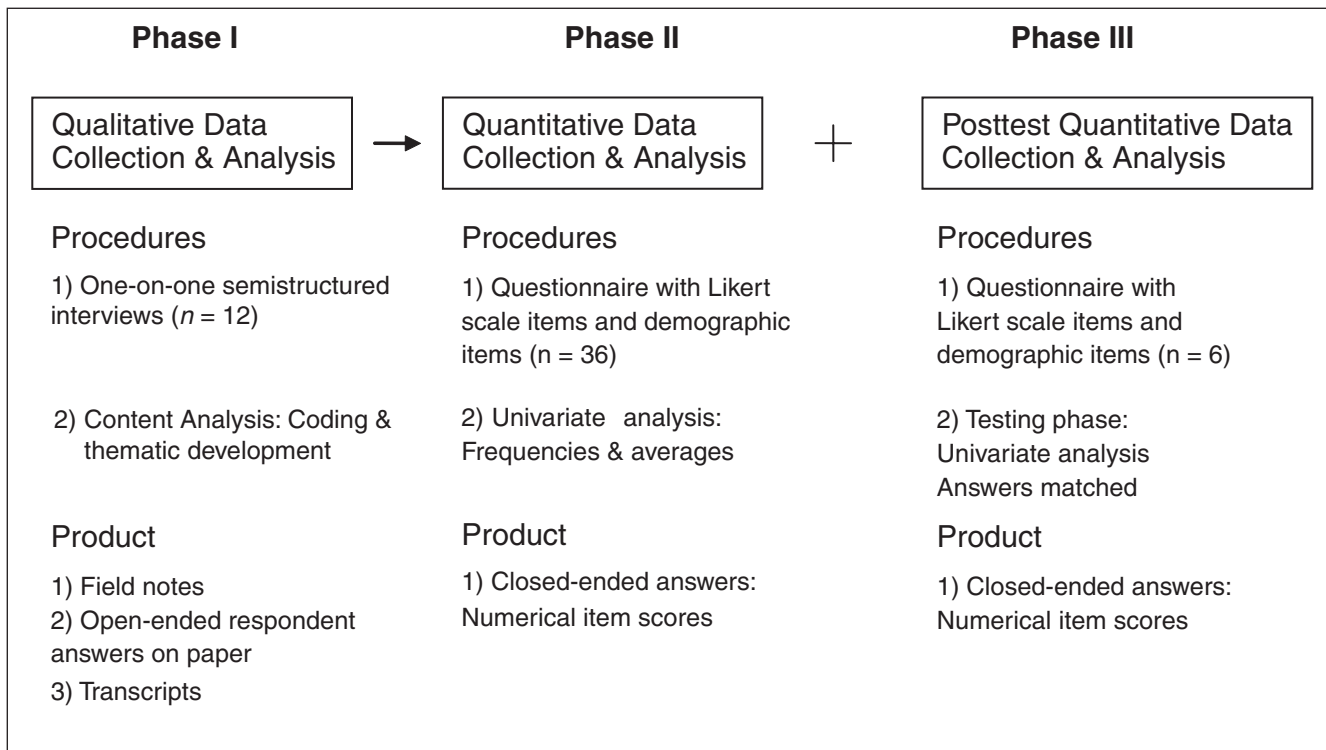 Phase I
Qualitative Data
Collection & Analysis
Procedures
1) One-on-one semistructured
interviews (n = 12)
2) Content Analysis: Coding &
thematic development
Product
1) Field notes
2) Open-ended respondent
answers on paper
3) Transcripts
Phase II
Quantitative Data
Collection & Analysis
Procedures
1) Questionnaire with Likert
scale items and demographic
items (n = 36)
2) Univariate analysis:
Frequencies & averages
Product
1) Closed-ended answers:
Numerical item scores
+
Phase III
Posttest Quantitative Data
Collection & Analysis
Procedures
1) Questionnaire with
Likert scale items and
demographic items (n = 6)
2) Testing phase:
Univariate analysis
Answers matched
Product
1) Closed-ended answers:
Numerical item scores